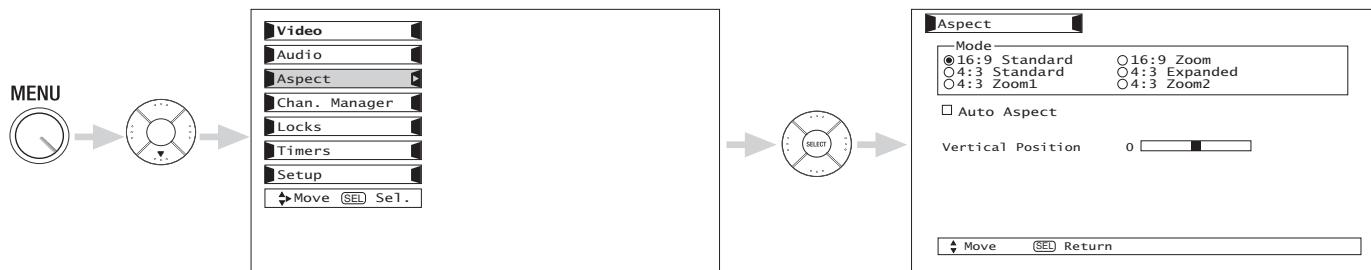 MENU
Video
Audio
Aspect
Chan. Manager
Locks
Timers
Setup
Move SEL Sel.
SELECT
Aspect
Mode
16:9 Standard 16:9 Zoom
4:3 Standard 4:3 Expanded
4:3 Zoom1 4:3 Zoom2
Auto Aspect
Vertical Position 0
Move SEL Return